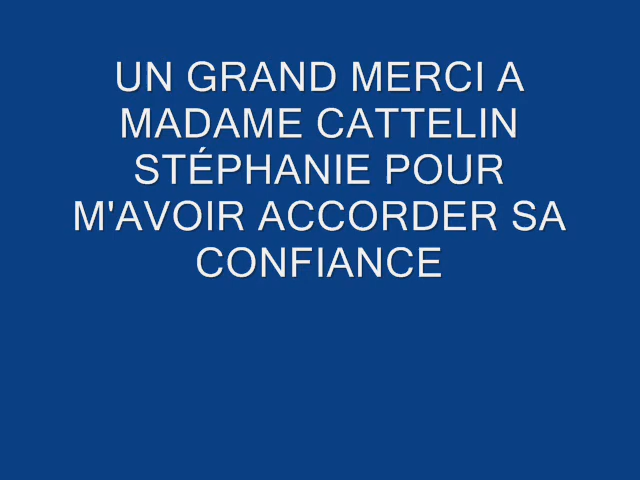 UN GRAND MERCI A
MADAME CATTELIN
STÉPHANIE POUR
M'AVOIR ACCORDER SA
CONFIANCE